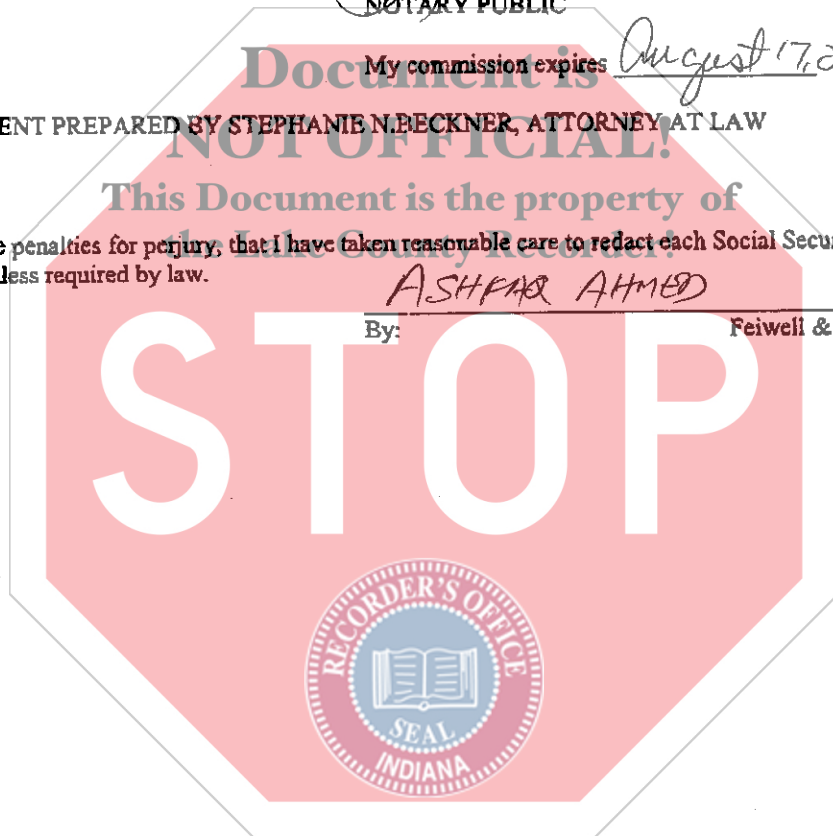 NOTARY PUBLIC
My commission expires August 17, 2
Document is
ENT PREPARED BY STEPHANIE N.BECKNER, ATTORNEY AT LAW
NOT OFFICIAL!
This Document is the property of
e penalties for perjury, that I have taken reasonable care to redact each Social Secu
the Lake County Recorder!
less required by law.
ASHFAQ AHMED
By: Feiwell &
STOP
RECORDER'S OFFICE
SEAL
INDIANA